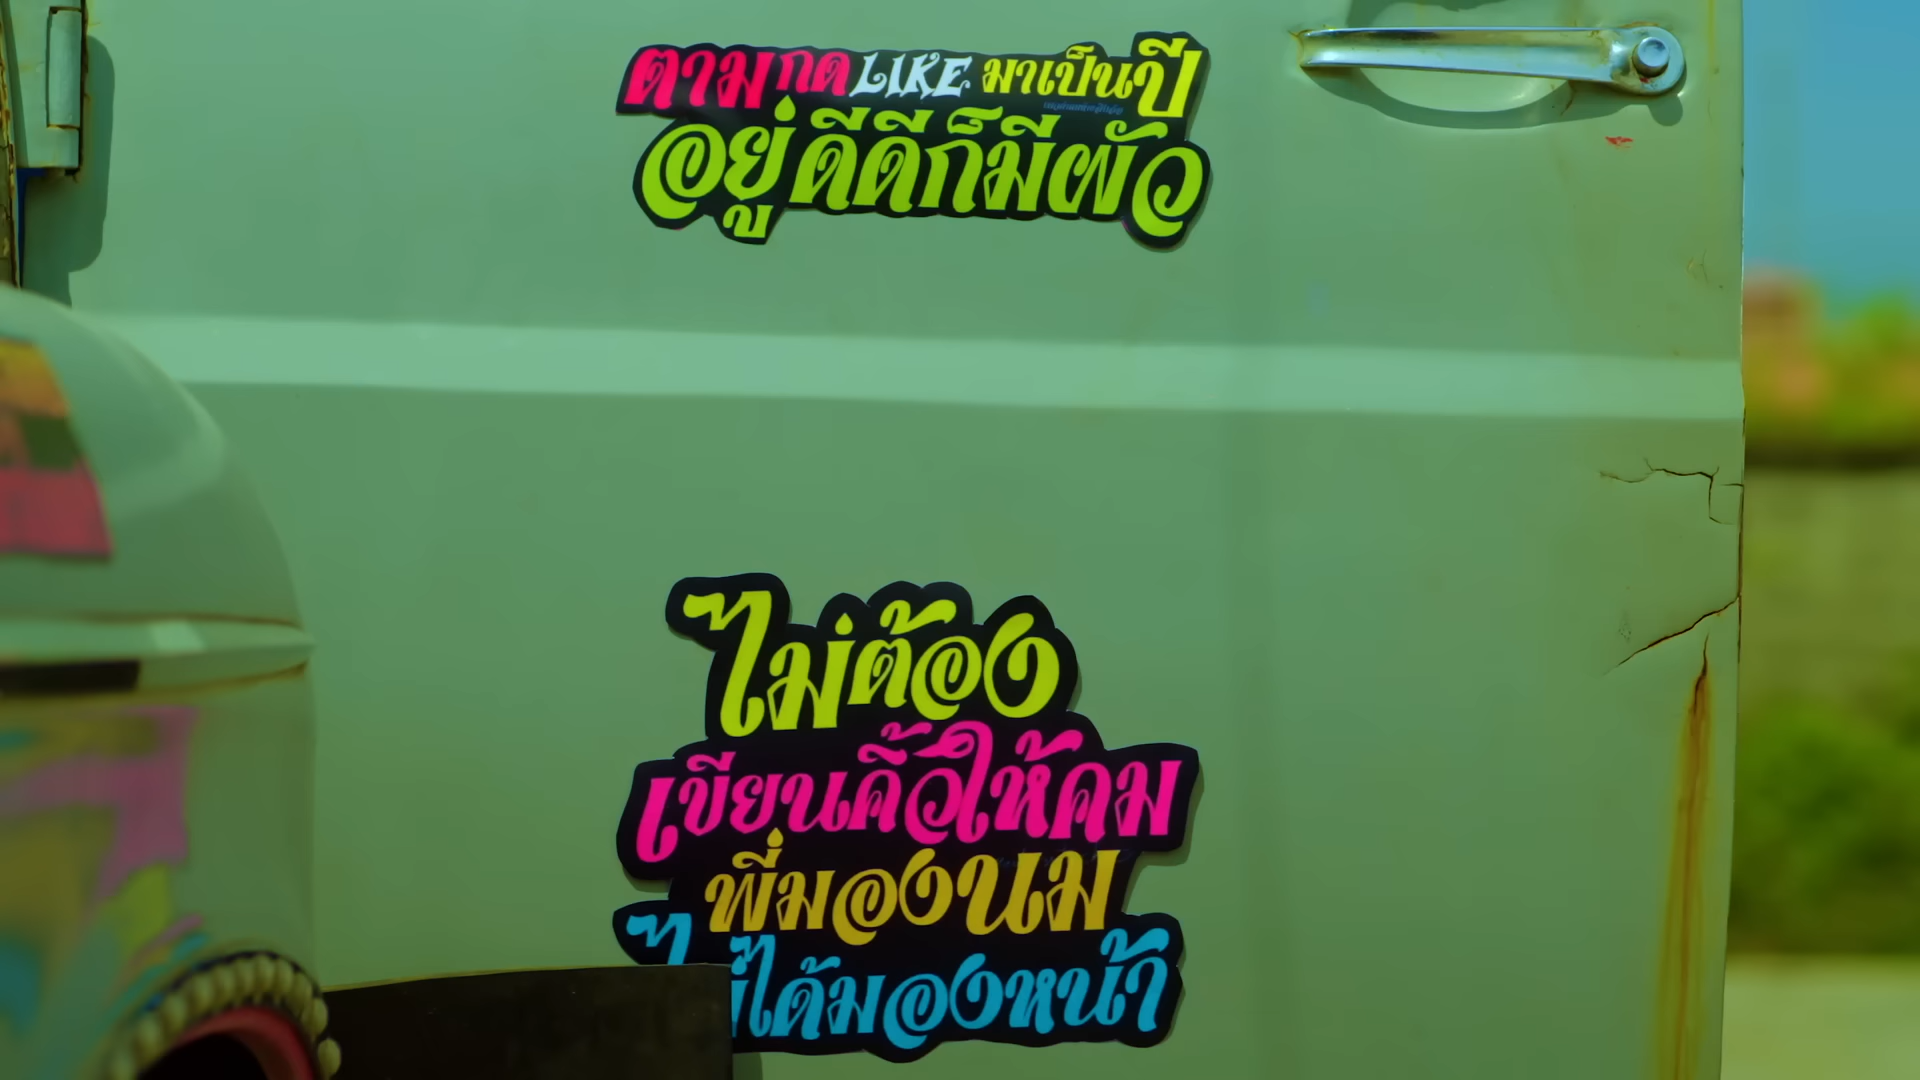 ตามกดLIKE มาเป็นปี
อยู่ดีดีก็มีผัว
ไม่ต้อง
เขียนคิ้วให้คม
พี่มองนม
ไม่ได้มองหน้า